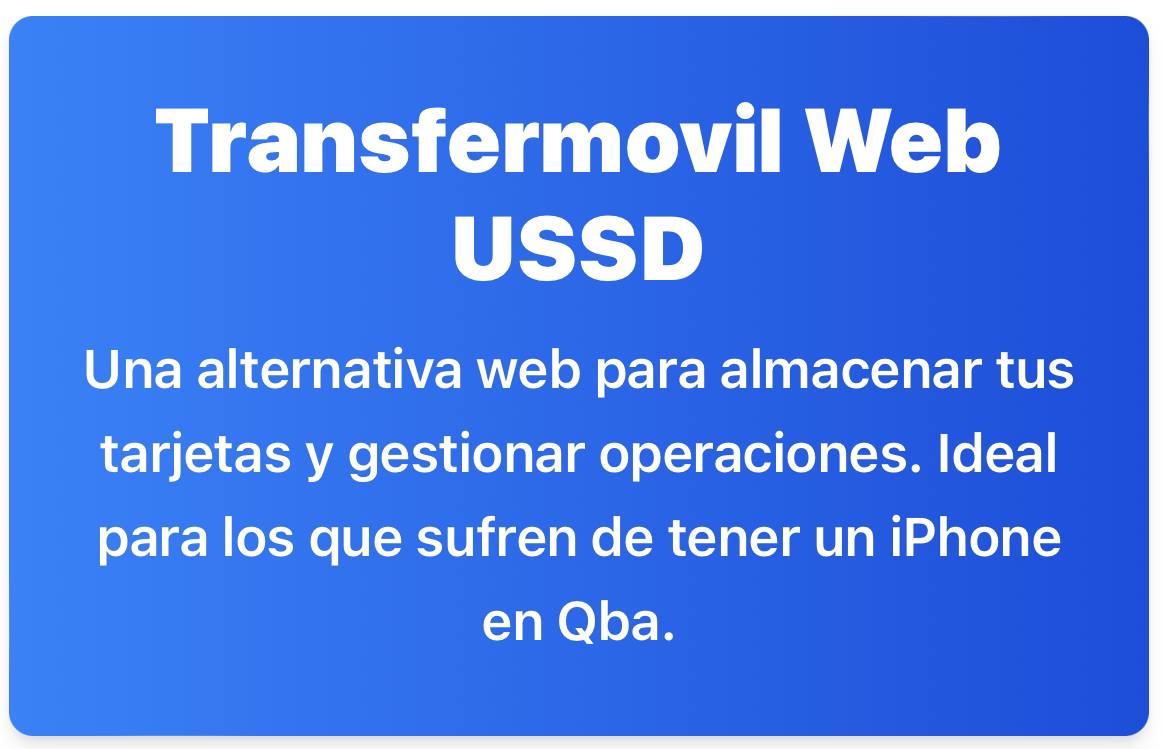 Transfermovil Web
USSD
Una alternativa web para almacenar tus
tarjetas y gestionar operaciones. Ideal
para los que sufren de tener un iPhone
en Qba.